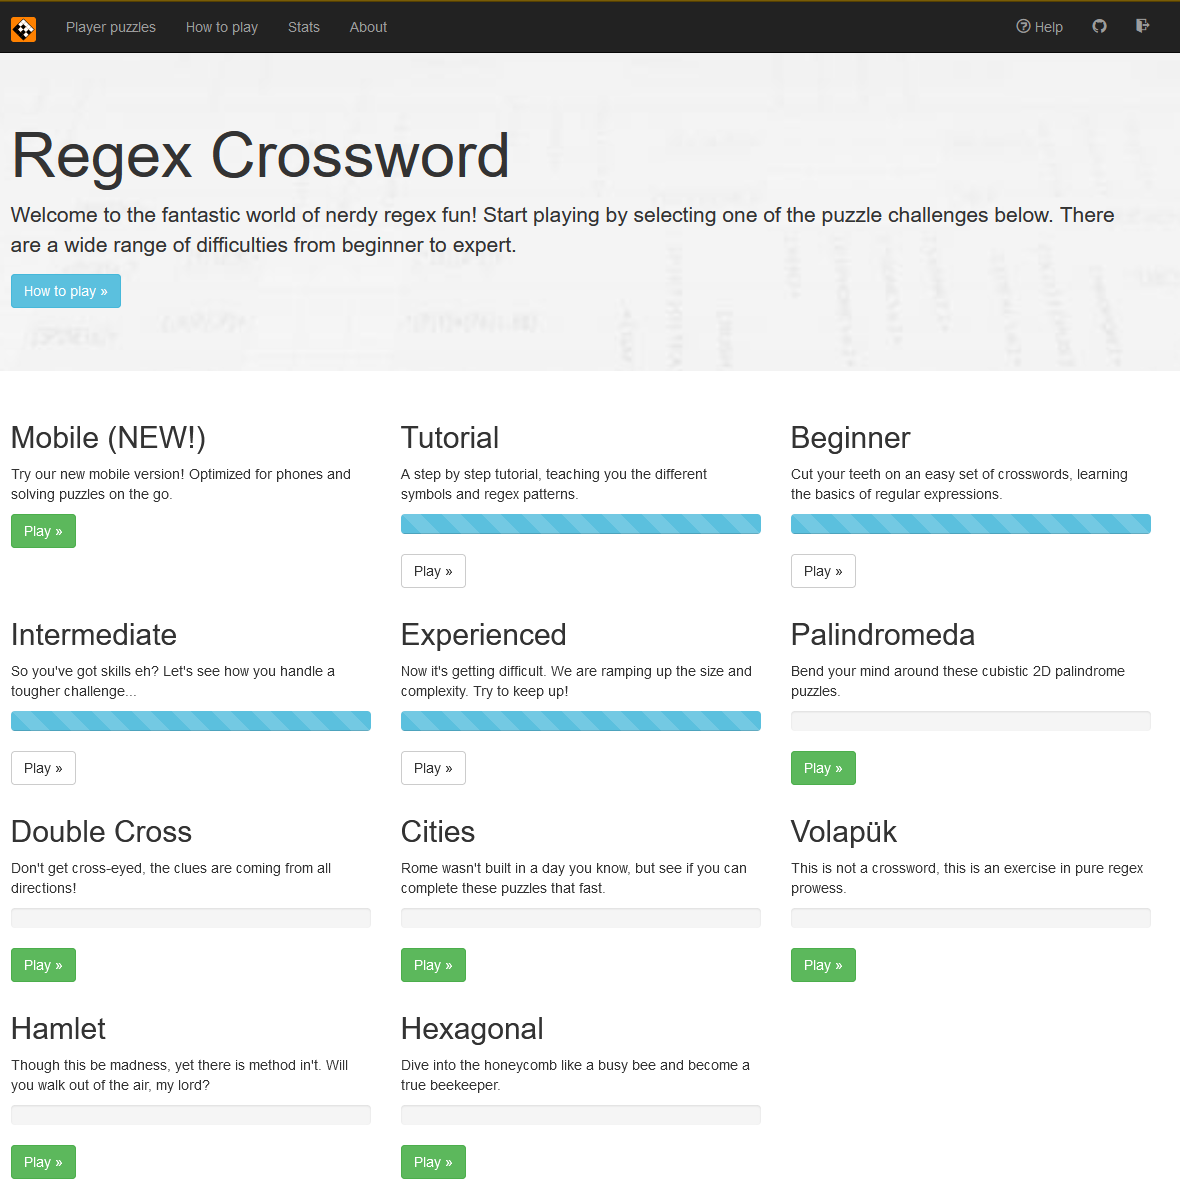 Player puzzles How to play Stats About Help
Regex Crossword
Welcome to the fantastic world of nerdy regex fun! Start playing by selecting one of the puzzle challenges below. There
are a wide range of difficulties from beginner to expert.
How to play »
Mobile (NEW!)
Try our new mobile version! Optimized for phones and
solving puzzles on the go.
Play »
Tutorial
A step by step tutorial, teaching you the different
symbols and regex patterns.
Play »
Beginner
Cut your teeth on an easy set of crosswords, learning
the basics of regular expressions.
Play »
Intermediate
So you've got skills eh? Let's see how you handle a
tougher challenge...
Play »
Experienced
Now it's getting difficult. We are ramping up the size and
complexity. Try to keep up!
Play »
Palindromeda
Bend your mind around these cubistic 2D palindrome
puzzles.
Play »
Double Cross
Don't get cross-eyed, the clues are coming from all
directions!
Play »
Cities
Rome wasn't built in a day you know, but see if you can
complete these puzzles that fast.
Play »
Volapük
This is not a crossword, this is an exercise in pure regex
prowess.
Play »
Hamlet
Though this be madness, yet there is method in't. Will
you walk out of the air, my lord?
Play »
Hexagonal
Dive into the honeycomb like a busy bee and become a
true beekeeper.
Play »